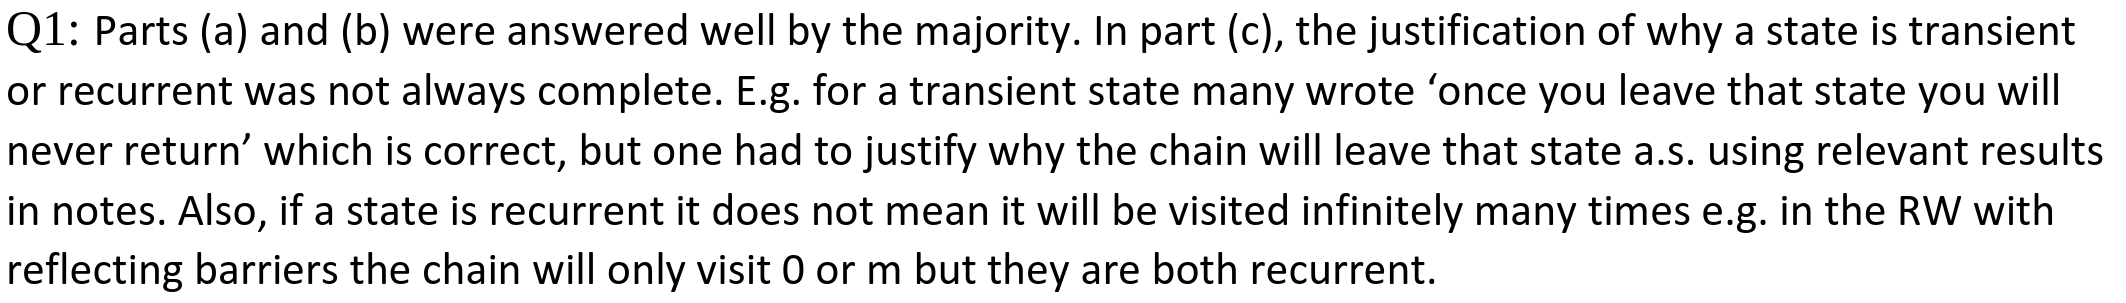 Q1: Parts (a) and (b) were answered well by the majority. In part (c), the justification of why a state is transient
or recurrent was not always complete. E.g. for a transient state many wrote ‘once you leave that state you will
never return’ which is correct, but one had to justify why the chain will leave that state a.s. using relevant results
in notes. Also, if a state is recurrent it does not mean it will be visited infinitely many times e.g. in the RW with
reflecting barriers the chain will only visit 0 or m but they are both recurrent.